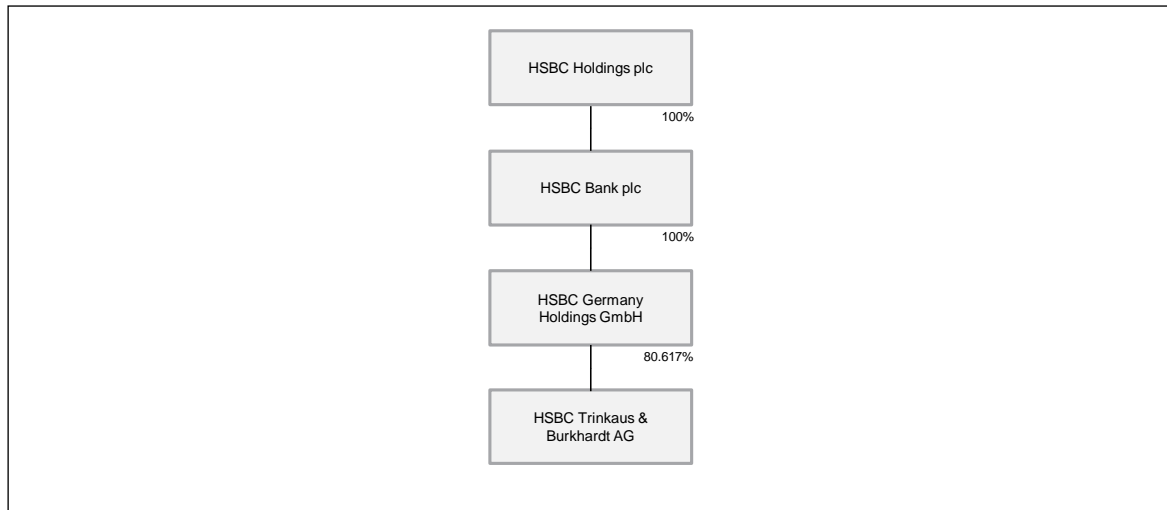 HSBC Holdings plc
100%
HSBC Bank plc
100%
HSBC Germany
Holdings GmbH
80.617%
HSBC Trinkaus &
Burkhardt AG